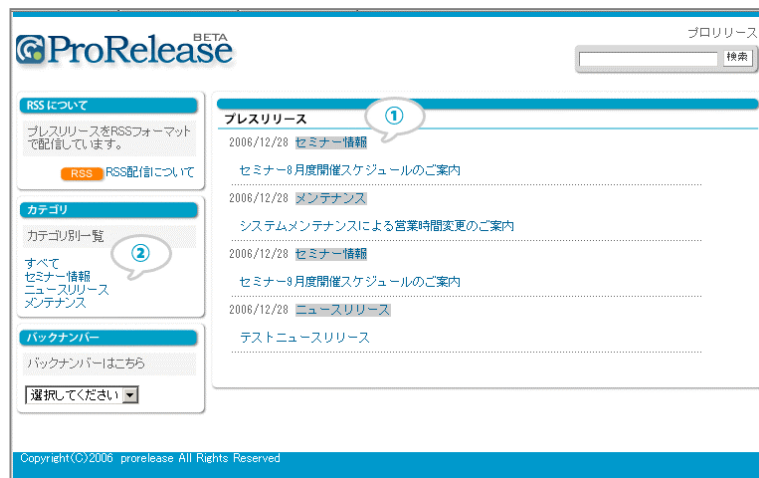 ProRelease BETA
プロリリース
検索
RSS について
プレスリリースをRSSフォーマット
で配信しています。
RSS RSS配信について
カテゴリ
カテゴリ別一覧
②
すべて
セミナー情報
ニュースリリース
メンテナンス
バックナンバー
バックナンバーはこちら
選択してください
プレスリリース
①
2006/12/28 セミナー情報
セミナー8月度開催スケジュールのご案内
2006/12/28 メンテナンス
システムメンテナンスによる営業時間変更のご案内
2006/12/28 セミナー情報
セミナー9月度開催スケジュールのご案内
2006/12/28 ニュースリリース
テストニュースリリース
Copyright(C)2006 prorelease All Rights Reserved